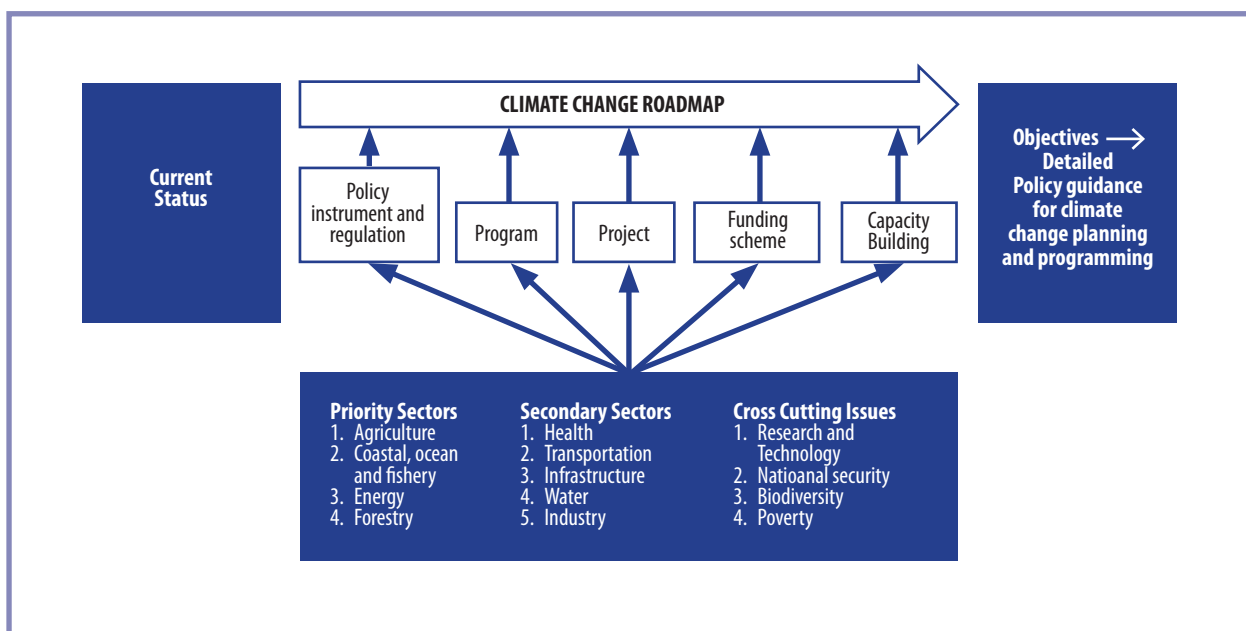 CLIMATE CHANGE ROADMAP
Current
Status
Policy
instrument and
regulation
Program
Project
Funding
scheme
Capacity
Building
Objectives →
Detailed
Policy guidance
for climate
change planning
and programming
Priority Sectors
1. Agriculture
2. Coastal, ocean
and fishery
3. Energy
4. Forestry
Secondary Sectors
1. Health
2. Transportation
3. Infrastructure
4. Water
5. Industry
Cross Cutting Issues
1. Research and
Technology
2. Natioanal security
3. Biodiversity
4. Poverty